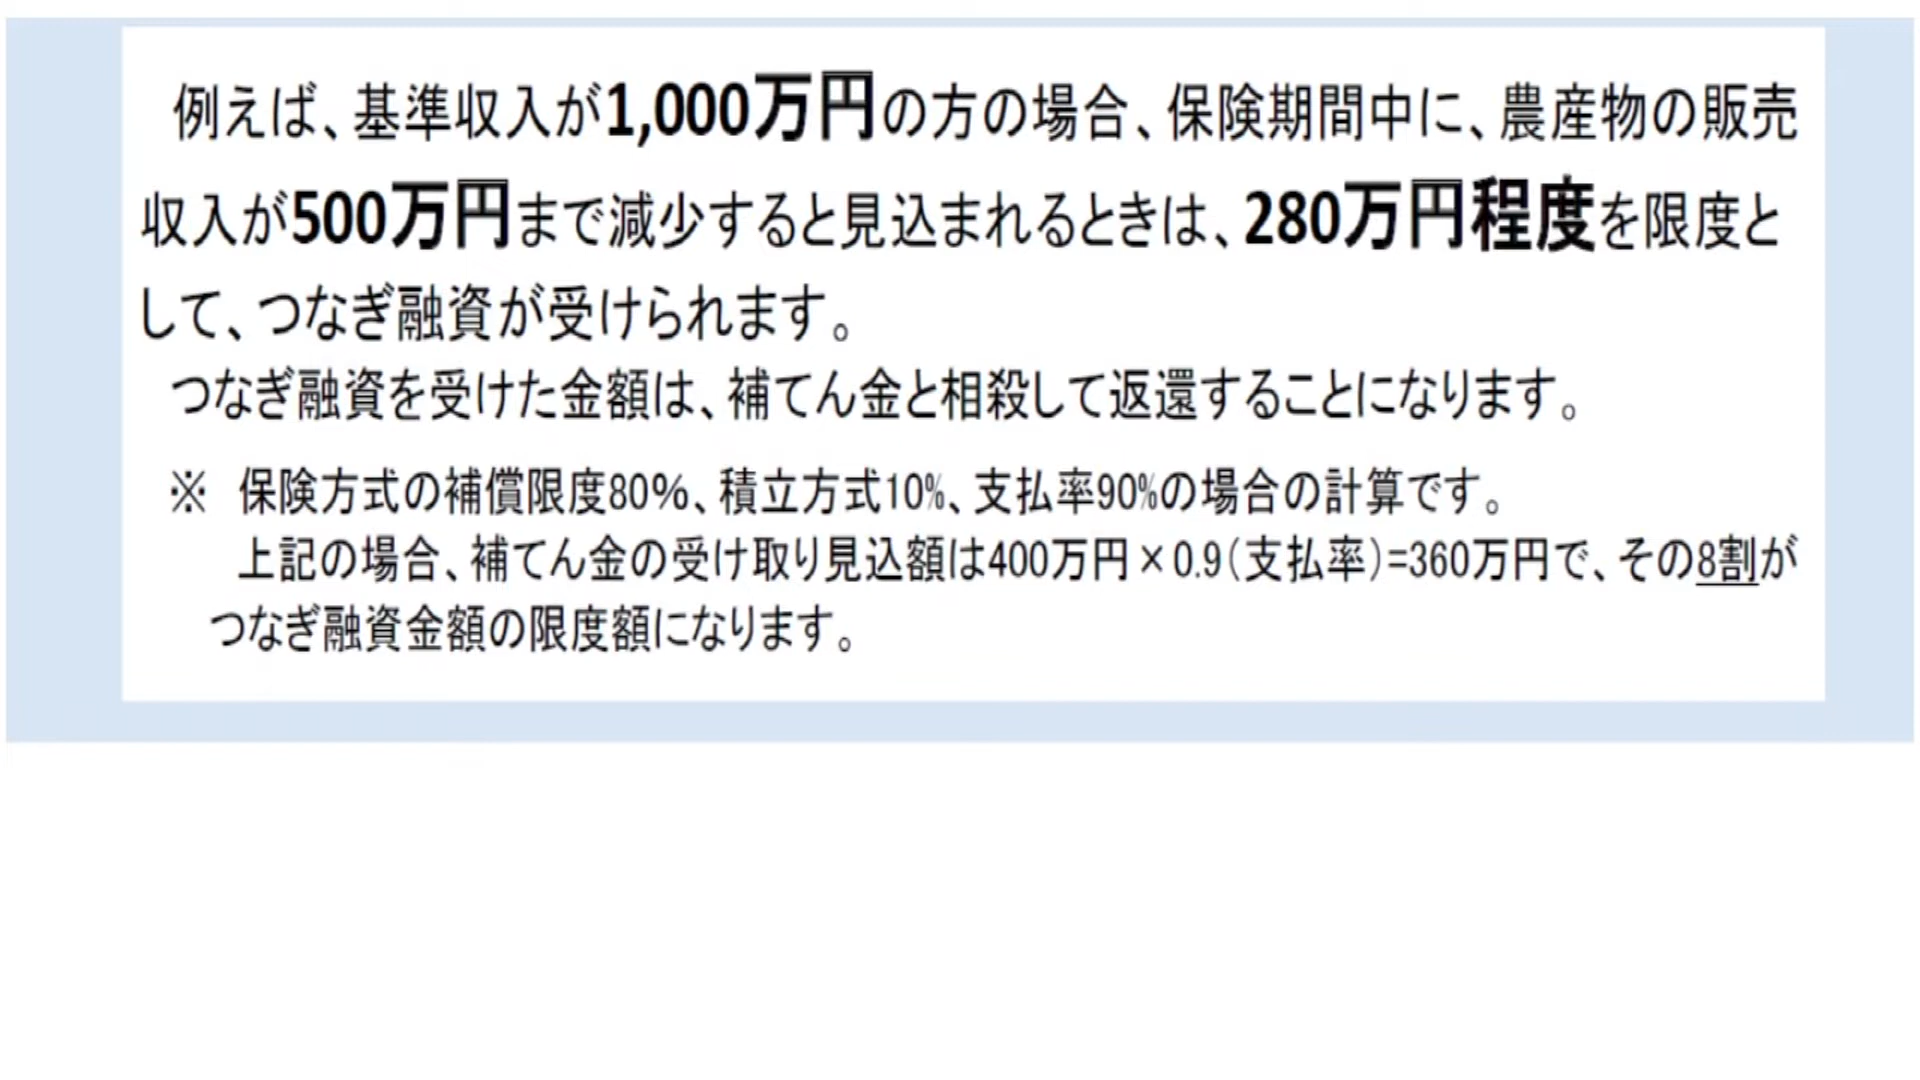 例えば、基準収入が1,000万円の方の場合、保険期間中に、農産物の販売
収入が500万円まで減少すると見込まれるときは、280万円程度を限度と
して、つなぎ融資が受けられます。
つなぎ融資を受けた金額は、補てん金と相殺して返還することになります。
※ 保険方式の補償限度80%、積立方式10%、支払率90%の場合の計算です。
上記の場合、補てん金の受け取り見込額は400万円×0.9(支払率)=360万円で、その8割が
つなぎ融資金額の限度額になります。